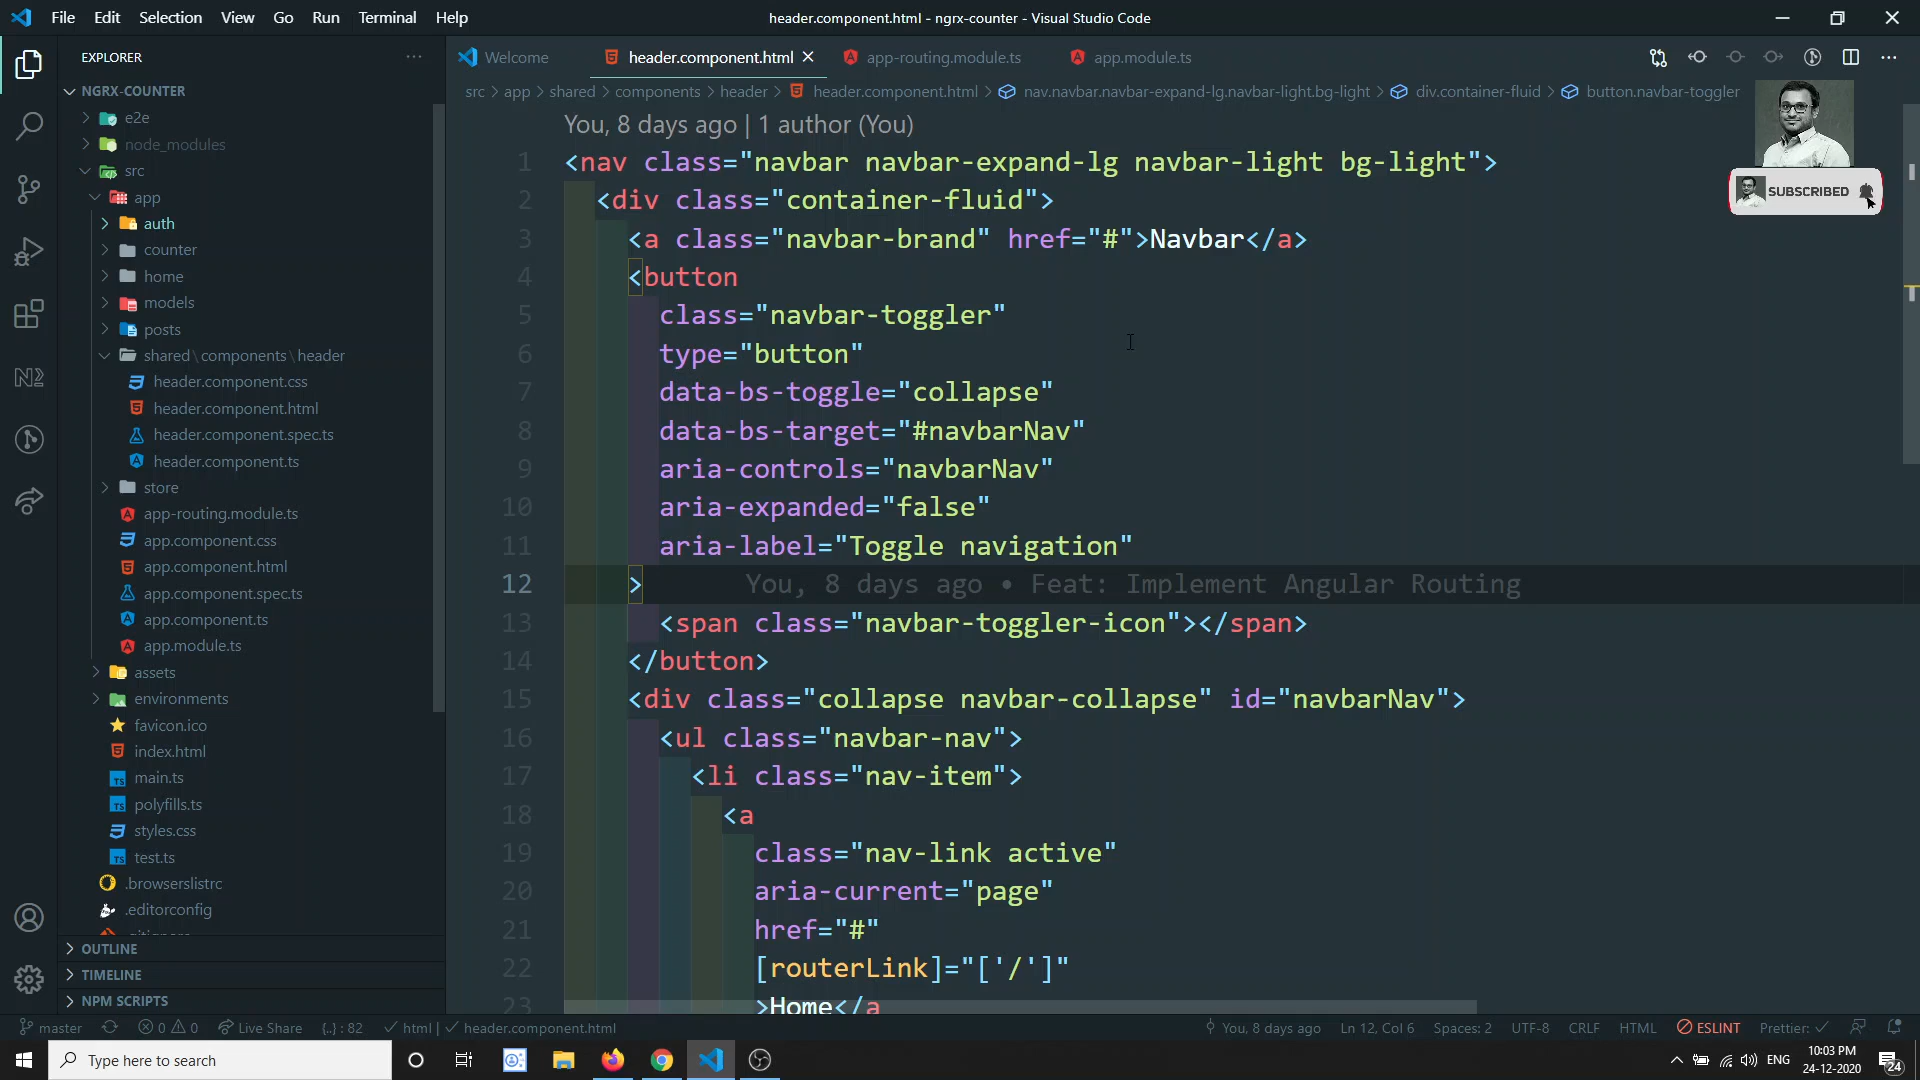 File Edit Selection View Go Run Terminal Help
header.component.html - ngrx-counter - Visual Studio Code
EXPLORER
NGRX-COUNTER
e2e
node_modules
src
app
auth
counter
home
models
posts
shared\components\header
header.component.css
header.component.html
header.component.spec.ts
header.component.ts
store
app-routing.module.ts
app.component.css
app.component.html
app.component.spec.ts
app.component.ts
app.module.ts
assets
environments
favicon.ico
index.html
main.ts
polyfills.ts
styles.css
test.ts
.browserslistrc
.editorconfig
OUTLINE
TIMELINE
NPM SCRIPTS
Welcome header.component.html app-routing.module.ts app.module.ts
src > app > shared > components > header > header.component.html > nav.navbar.navbar-expand-lg.navbar-light.bg-light > div.container-fluid > button.navbar-toggler
SUBSCRIBED
You, 8 days ago | 1 author (You)
1 <nav class="navbar navbar-expand-lg navbar-light bg-light">
2 <div class="container-fluid">
3 <a class="navbar-brand" href="#">Navbar</a>
4 <button
5 class="navbar-toggler"
6 type="button"
7 data-bs-toggle="collapse"
8 data-bs-target="#navbarNav"
9 aria-controls="navbarNav"
10 aria-expanded="false"
11 aria-label="Toggle navigation"
12 > You, 8 days ago • Feat: Implement Angular Routing
13 <span class="navbar-toggler-icon"></span>
14 </button>
15 <div class="collapse navbar-collapse" id="navbarNav">
16 <ul class="navbar-nav">
17 <li class="nav-item">
18 <a
19 class="nav-link active"
20 aria-current="page"
21 href="#"
22 [routerLink]="['/']"
23 >Home</a
master 0 0 Live Share {..} : 82 html | header.component.html
You, 8 days ago Ln 12, Col 6 Spaces: 2 UTF-8 CRLF HTML ESLINT Prettier:
Type here to search
ENG
10:03 PM
24-12-2020
24